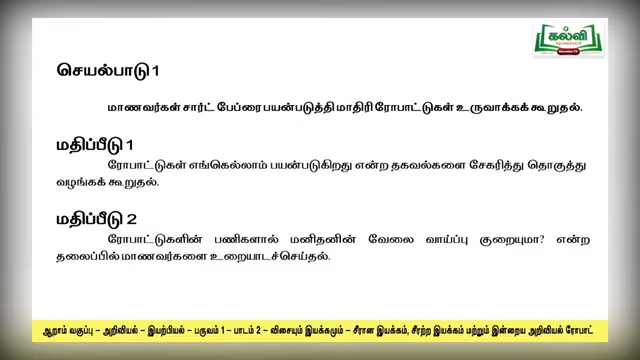 கல்வி
செயல்பாடு 1
மாணவர்கள் சார்ட் பேப்ரை பயன்படுத்தி மாதிரி ரோபாட்டுகள் உருவாக்கக் கூறுதல்.
மதிப்பீடு 1
ரோபாட்டுகள் எங்கெல்லாம் பயன்படுகிறது என்ற தகவல்களை சேகரித்து தொகுத்து
வழங்கக் கூறுதல்.
மதிப்பீடு 2
ரோபாட்டுகளின் பணிகளால் மனிதனின் வேலை வாய்ப்பு குறையுமா? என்ற
தலைப்பில் மாணவர்களை உறையாடச்செய்தல்.
ஆறாம் வகுப்பு – அறிவியல் – இயற்பியல் – பருவம் 1 – பாடம் 2 – விசையும் இயக்கமும் – சீரான இயக்கம், சீரற்ற இயக்கம் மற்றும் இன்றைய அறிவியல் ரோபாட்